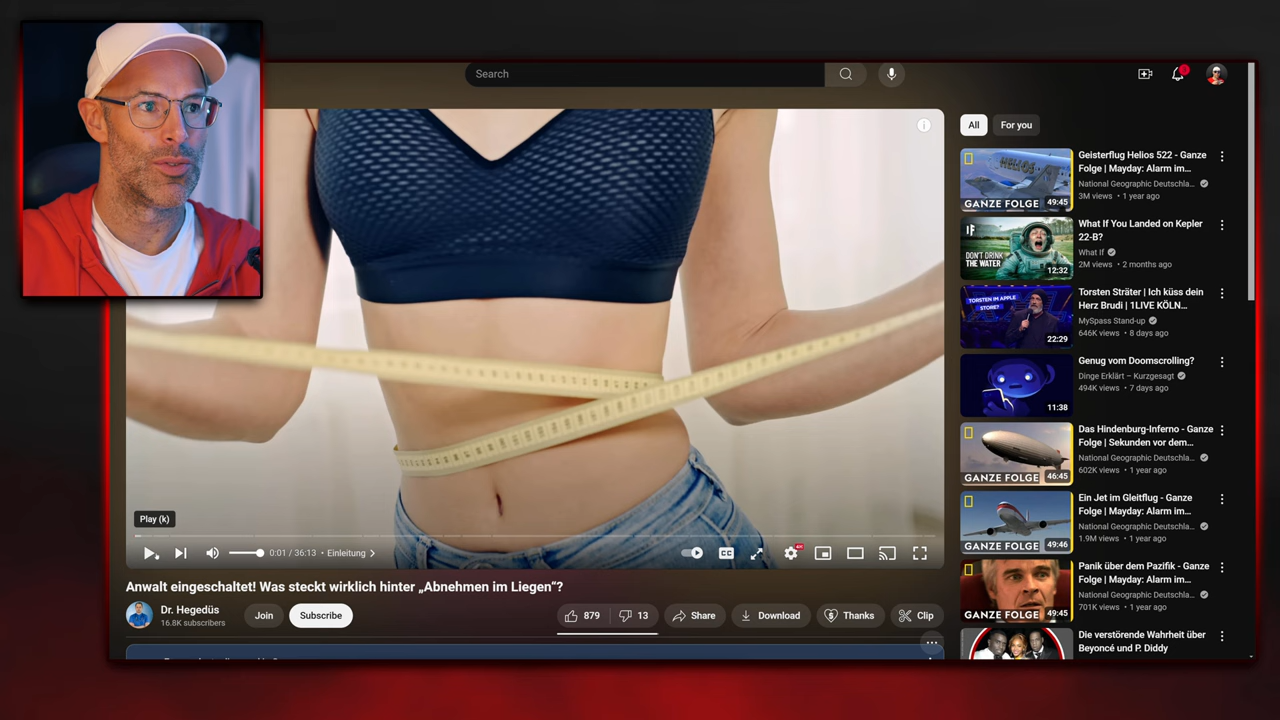 Search
All
For you
Play (k)
0:01 / 36:13 • Einleitung
Anwalt eingeschaltet! Was steckt wirklich hinter „Abnehmen im Liegen“?
Dr. Hegedüs
16.8K subscribers
Join
Subscribe
879
13
Share
Download
Thanks
Clip
HELIOS
GANZE FOLGE
49:45
Geisterflug Helios 522 - Ganze
Folge | Mayday: Alarm im...
National Geographic Deutschla...
3M views • 1 year ago
DON'T DRINK
THE WATER
12:32
What If You Landed on Kepler
22-B?
What If
2M views • 2 months ago
TORSTEN IM APPLE
STORE?
22:29
Torsten Sträter | Ich küss dein
Herz Brudi | 1LIVE KÖLN...
MySpass Stand-up
646K views • 8 days ago
11:38
Genug vom Doomscrolling?
Dinge Erklärt – Kurzgesagt
494K views • 7 days ago
GANZE FOLGE
46:45
Das Hindenburg-Inferno - Ganze
Folge | Sekunden vor dem...
National Geographic Deutschla...
602K views • 1 year ago
GANZE FOLGE
49:46
Ein Jet im Gleitflug - Ganze
Folge | Mayday: Alarm im...
National Geographic Deutschla...
1.9M views • 1 year ago
GANZE FOLGE
49:45
Panik über dem Pazifik - Ganze
Folge | Mayday: Alarm im...
National Geographic Deutschla...
701K views • 1 year ago
Die verstörende Wahrheit über
Beyoncé und P. Diddy